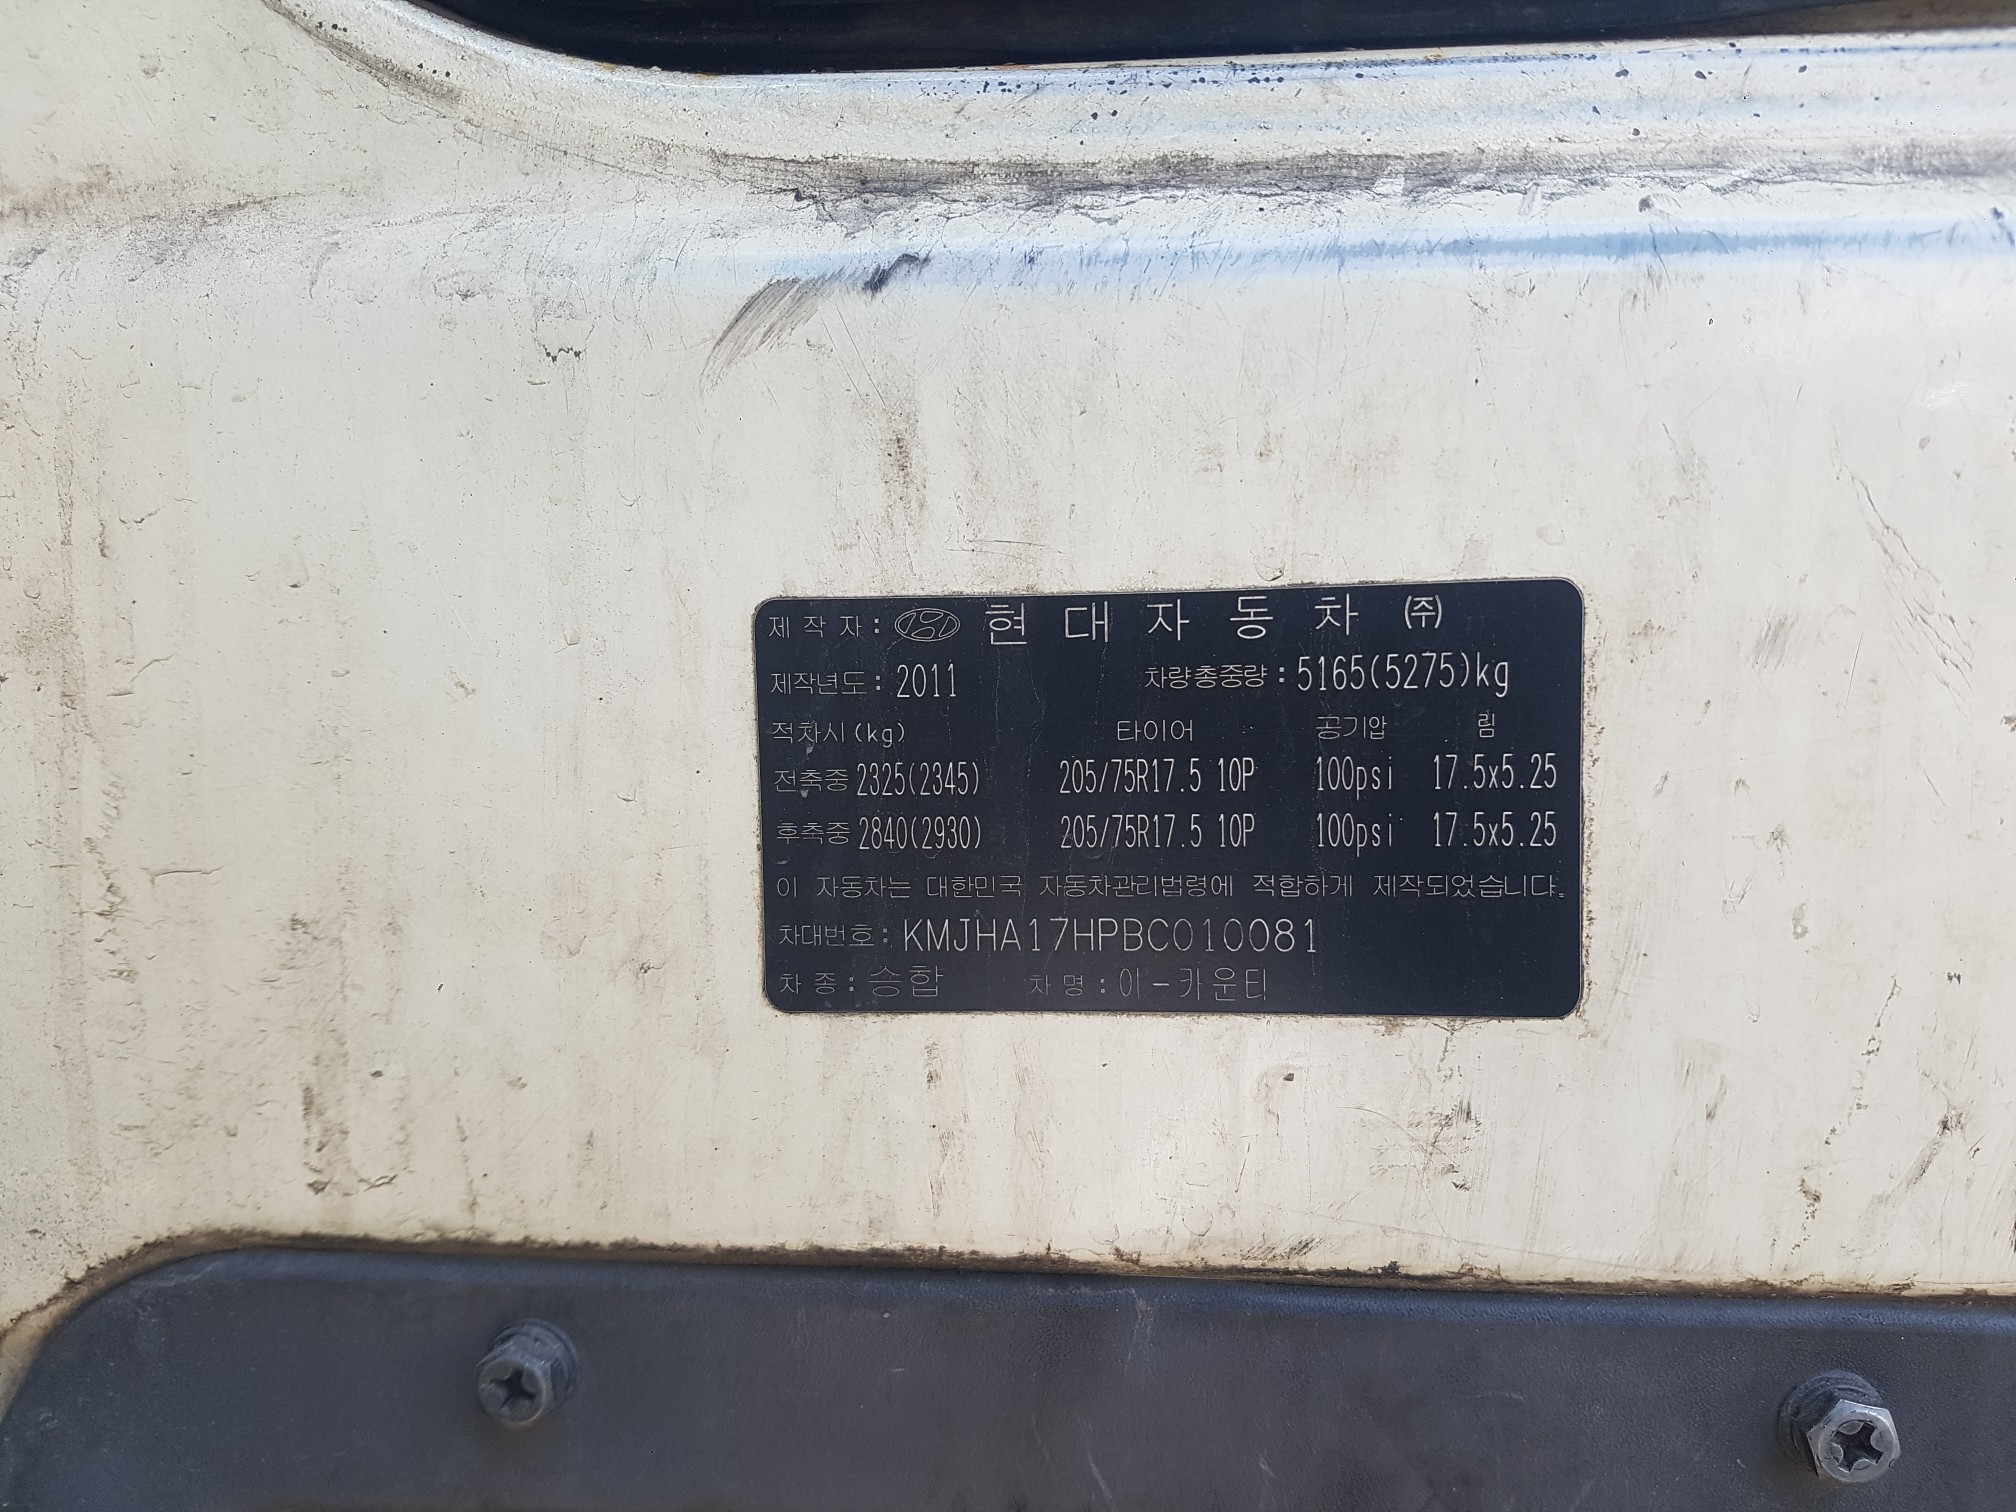 제 작 자 : 현 대 자 동 차 ㈜
제작년도 : 2011 차량총중량 : 5165(5275)kg
적차시(kg) 타이어 공기압 림
전축중 2325(2345) 205/75R17.5 10P 100psi 17.5x5.25
후축중 2840(2930) 205/75R17.5 10P 100psi 17.5x5.25
이 자동차는 대한민국 자동차관리법령에 적합하게 제작되었습니다.
차대번호 : KMJHA17HPBC010081
차 종 : 승합 차 명 : 이-카운티